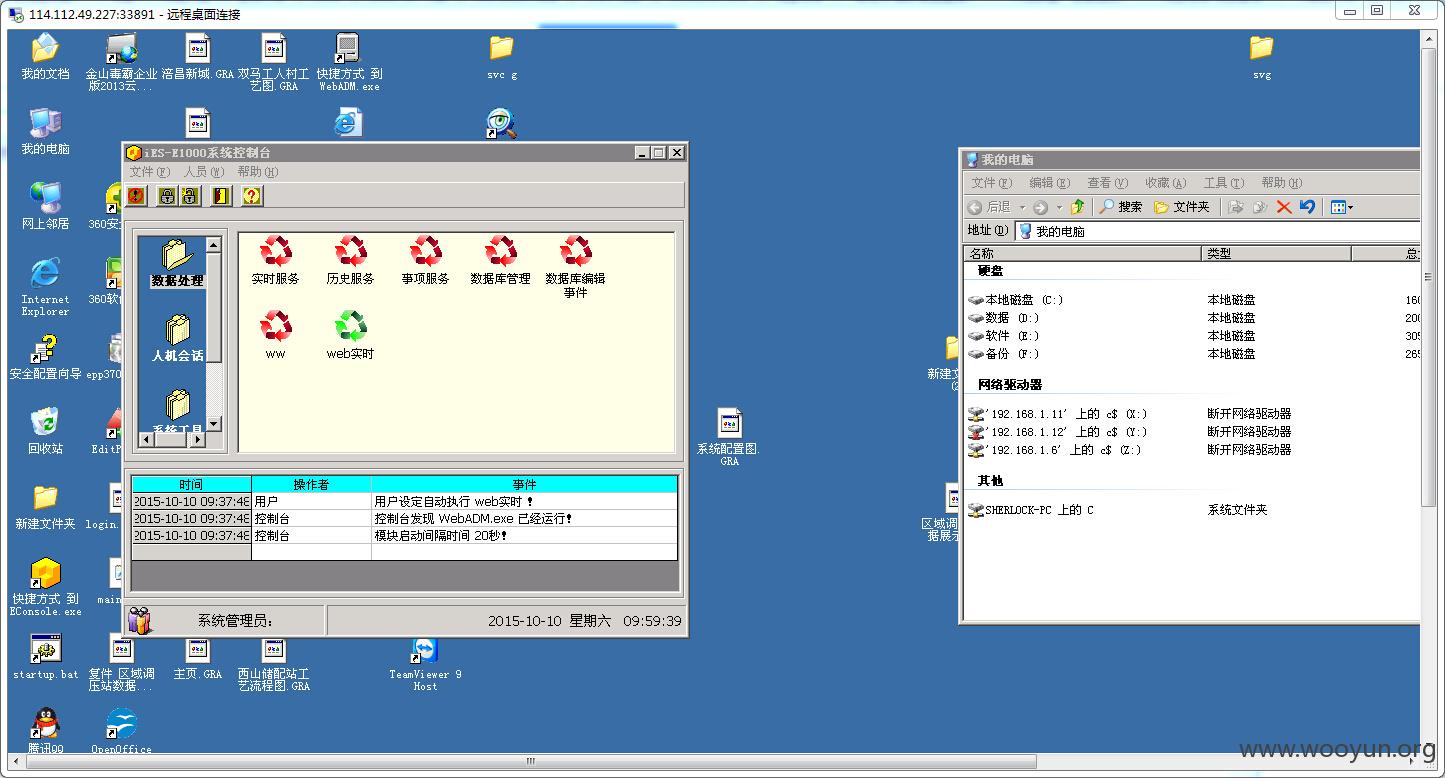 114.112.49.227:33891 - 远程桌面连接
我的文档
金山毒霸企业
版2013云...
涪昌新城.GRA
双马工人村工
艺图.GRA
快捷方式 到
WebADM.exe
svc g
svg
我的电脑
网上邻居
360安
Internet
Explorer
360软
安全配置向导
epp370
回收站
EditP
新建文件夹
login.
快捷方式 到
EConsole.exe
main
startup.bat
复件 区域调
压站数据...
主页.GRA
西山储配站工
艺流程图.GRA
TeamViewer 9
Host
腾讯QQ
OpenOffice
iES-E1000系统控制台
文件(F) 人员(W) 帮助(H)
数据处理
人机会话
系统工具
实时服务
历史服务
事项服务
数据库管理
数据库编辑
事件
ww
web实时
时间 操作者 事件
2015-10-10 09:37:48 用户 用户设定自动执行 web实时！
2015-10-10 09:37:48 控制台 控制台发现 WebADM.exe 已经运行！
2015-10-10 09:37:48 控制台 模块启动间隔时间 20秒！
系统管理员:
2015-10-10 星期六 09:59:39
系统配置图.
GRA
新建文
(2
区域调
据展示
我的电脑
文件(F) 编辑(E) 查看(V) 收藏(A) 工具(T) 帮助(H)
后退 搜索 文件夹
地址(D) 我的电脑
名称 类型 总
硬盘
本地磁盘 (C:) 本地磁盘 160
数据 (D:) 本地磁盘 200
软件 (E:) 本地磁盘 305
备份 (F:) 本地磁盘 265
网络驱动器
'192.168.1.11' 上的 c$ (X:) 断开网络驱动器
'192.168.1.12' 上的 c$ (Y:) 断开网络驱动器
'192.168.1.6' 上的 c$ (Z:) 断开网络驱动器
其他
SHERLOCK-PC 上的 C 系统文件夹
www.wooyun.org